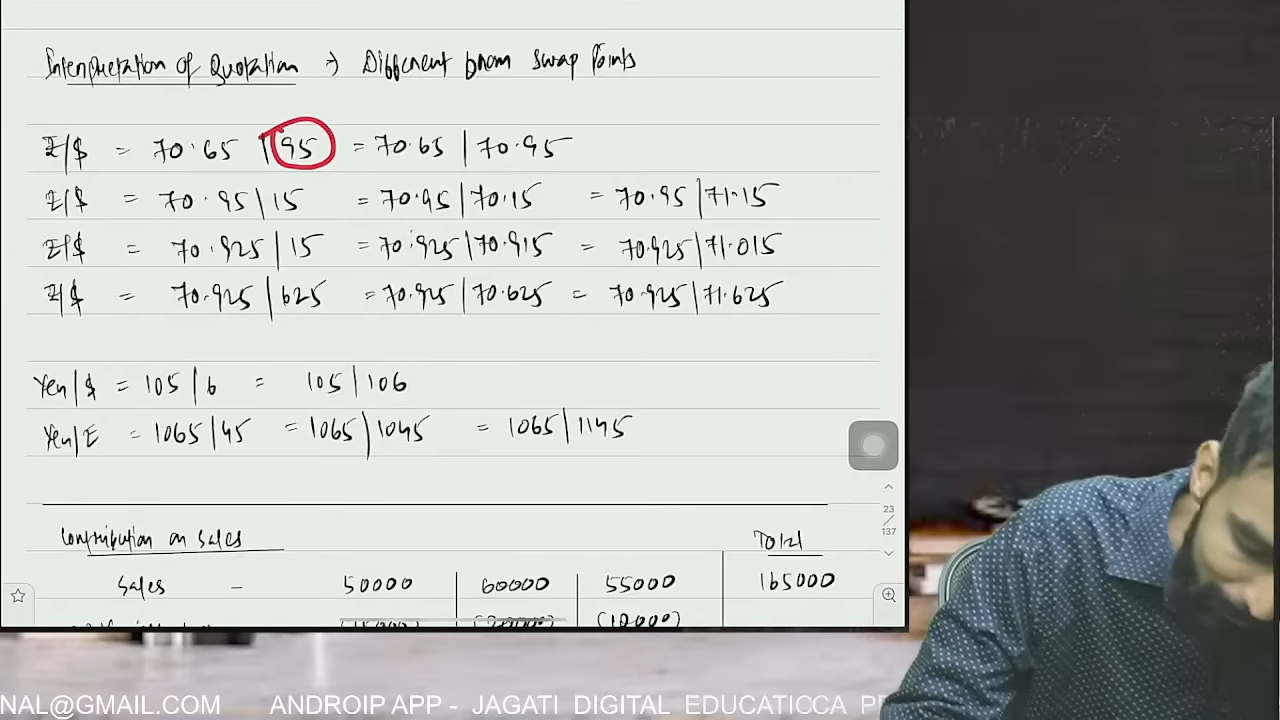 Interpretation of Quotation → Different from Swap Points
₹/$ = 70.65 | 95 = 70.65 | 70.95
₹/$ = 70.95 | 15 = 70.95 | 70.15 = 70.95 | 71.15
₹/$ = 70.925 | 15 = 70.925 | 70.915 = 70.925 | 71.015
₹/$ = 70.925 | 625 = 70.925 | 70.625 = 70.925 | 71.625
Yen/$ = 105 | 6 = 105 | 106
Yen/£ = 1065 | 45 = 1065 | 1045 = 1065 | 1145
23
/
137
Contribution on Sales Total
Sales - 50000 60000 55000 165000
NAL@GMAIL.COM ANDROIP APP - JAGATI DIGITAL EDUCATICCA PR